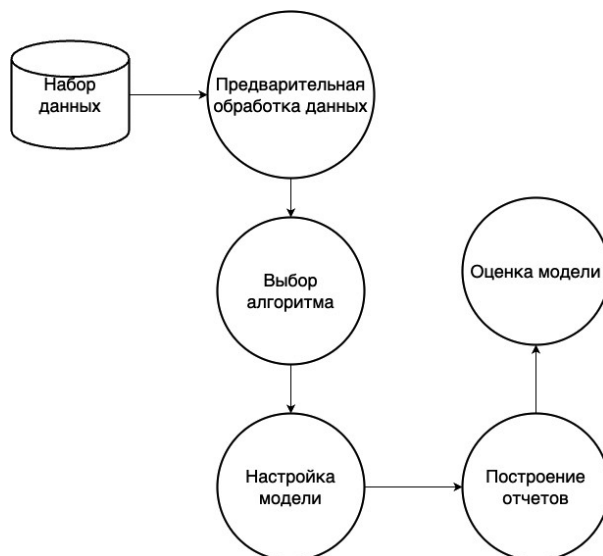 Набор
данных
Предварительная
обработка данных
Выбор
алгоритма
Настройка
модели
Построение
отчетов
Оценка модели